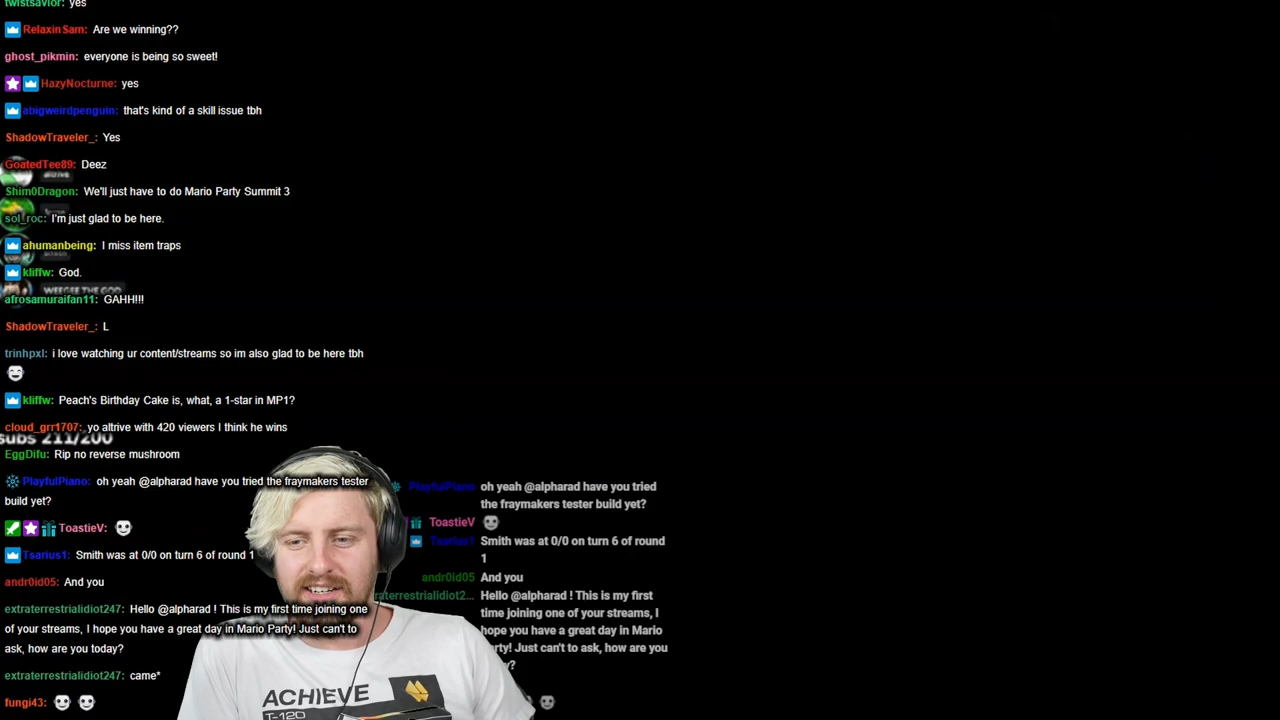 twistsavior: yes
RelaxinSam: Are we winning??
ghost_pikmin: everyone is being so sweet!
HazyNocturne: yes
abigweirdpenguin: that's kind of a skill issue tbh
ShadowTraveler_: Yes
GoatedTee89: Deez
Shim0Dragon: We'll just have to do Mario Party Summit 3
sol_roc: I'm just glad to be here.
ahumanbeing: I miss item traps
kliffw: God.
WEEGEE THE GOD
afrosamuraifan11: GAHH!!!
ShadowTraveler_: L
trinhpxl: i love watching ur content/streams so im also glad to be here tbh
kliffw: Peach's Birthday Cake is, what, a 1-star in MP1?
cloud_grr1707: yo altrive with 420 viewers I think he wins
subs 211/200
EggDifu: Rip no reverse mushroom
PlayfulPiano: oh yeah @alpharad have you tried the fraymakers tester
build yet?
ToastieV:
Tsarius1: Smith was at 0/0 on turn 6 of round 1
andr0id05: And you
extraterrestrialidiot247: Hello @alpharad ! This is my first time joining one
of your streams, I hope you have a great day in Mario Party! Just can't to
ask, how are you today?
extraterrestrialidiot247: came*
fungi43:
PlayfulPiano oh yeah @alpharad have you tried
the fraymakers tester build yet?
ToastieV
Tsarius1 Smith was at 0/0 on turn 6 of round
1
andr0id05 And you
raterrestrialidiot2... Hello @alpharad ! This is my first
time joining one of your streams, I
hope you have a great day in Mario
rty! Just can't to ask, how are you
y?
ACHIEVE
T-120